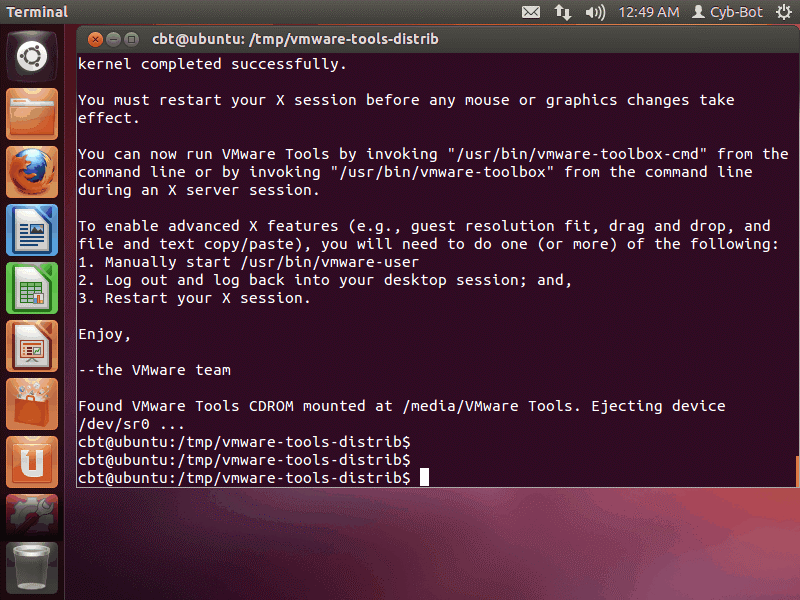 Terminal
12:49 AM Cyb-Bot
cbt@ubuntu: /tmp/vmware-tools-distrib
kernel completed successfully.
You must restart your X session before any mouse or graphics changes take
effect.
You can now run VMware Tools by invoking "/usr/bin/vmware-toolbox-cmd" from the
command line or by invoking "/usr/bin/vmware-toolbox" from the command line
during an X server session.
To enable advanced X features (e.g., guest resolution fit, drag and drop, and
file and text copy/paste), you will need to do one (or more) of the following:
1. Manually start /usr/bin/vmware-user
2. Log out and log back into your desktop session; and,
3. Restart your X session.
Enjoy,
--the VMware team
Found VMware Tools CDROM mounted at /media/VMware Tools. Ejecting device
/dev/sr0 ...
cbt@ubuntu:/tmp/vmware-tools-distrib$
cbt@ubuntu:/tmp/vmware-tools-distrib$
cbt@ubuntu:/tmp/vmware-tools-distrib$